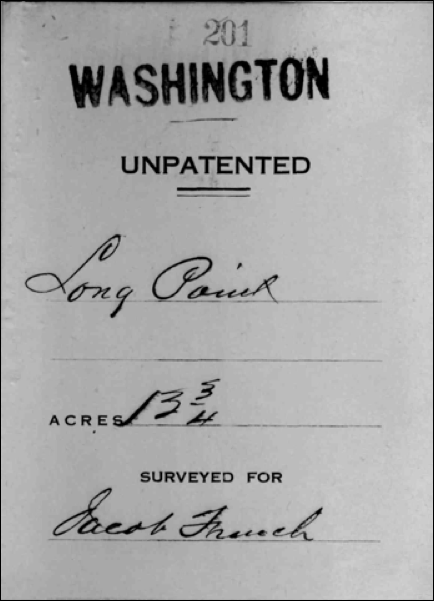 201
WASHINGTON
UNPATENTED
Long Point
ACRES 13 3/4
SURVEYED FOR
Jacob French